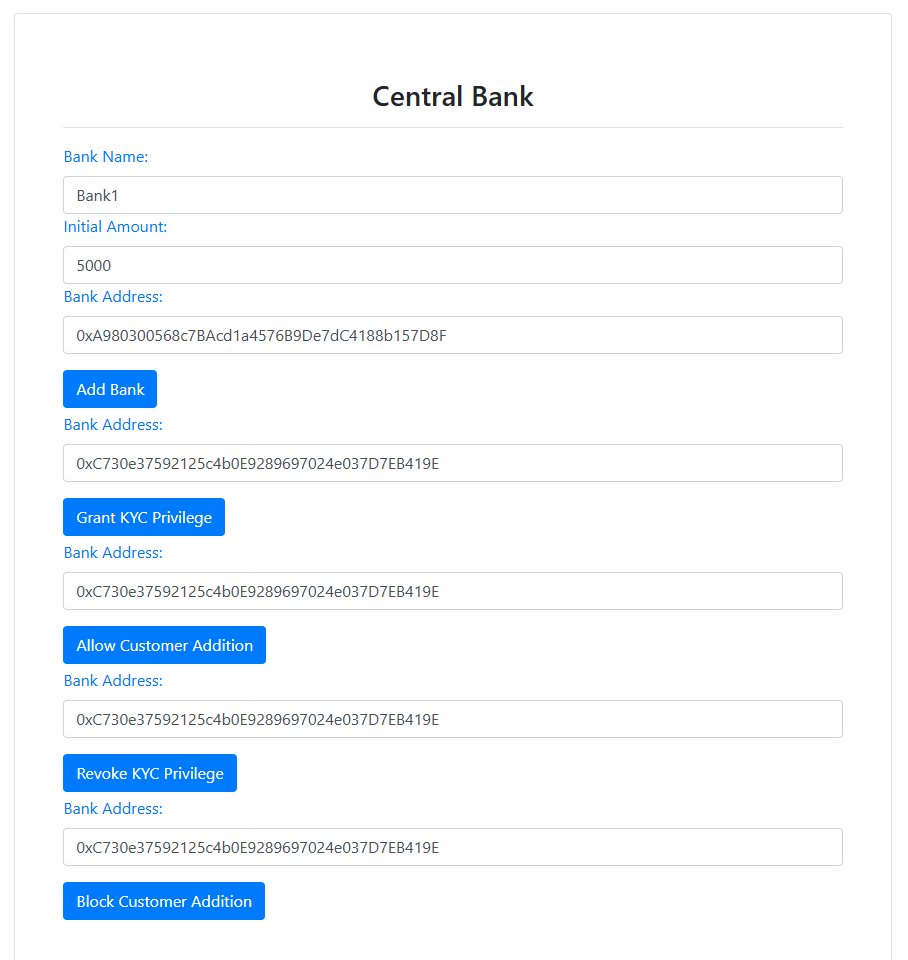 Central Bank
Bank Name:
Bank1
Initial Amount:
5000
Bank Address:
0xA980300568c7BAcd1a4576B9De7dC4188b157D8F
Add Bank
Bank Address:
0xC730e37592125c4b0E9289697024e037D7EB419E
Grant KYC Privilege
Bank Address:
0xC730e37592125c4b0E9289697024e037D7EB419E
Allow Customer Addition
Bank Address:
0xC730e37592125c4b0E9289697024e037D7EB419E
Revoke KYC Privilege
Bank Address:
0xC730e37592125c4b0E9289697024e037D7EB419E
Block Customer Addition